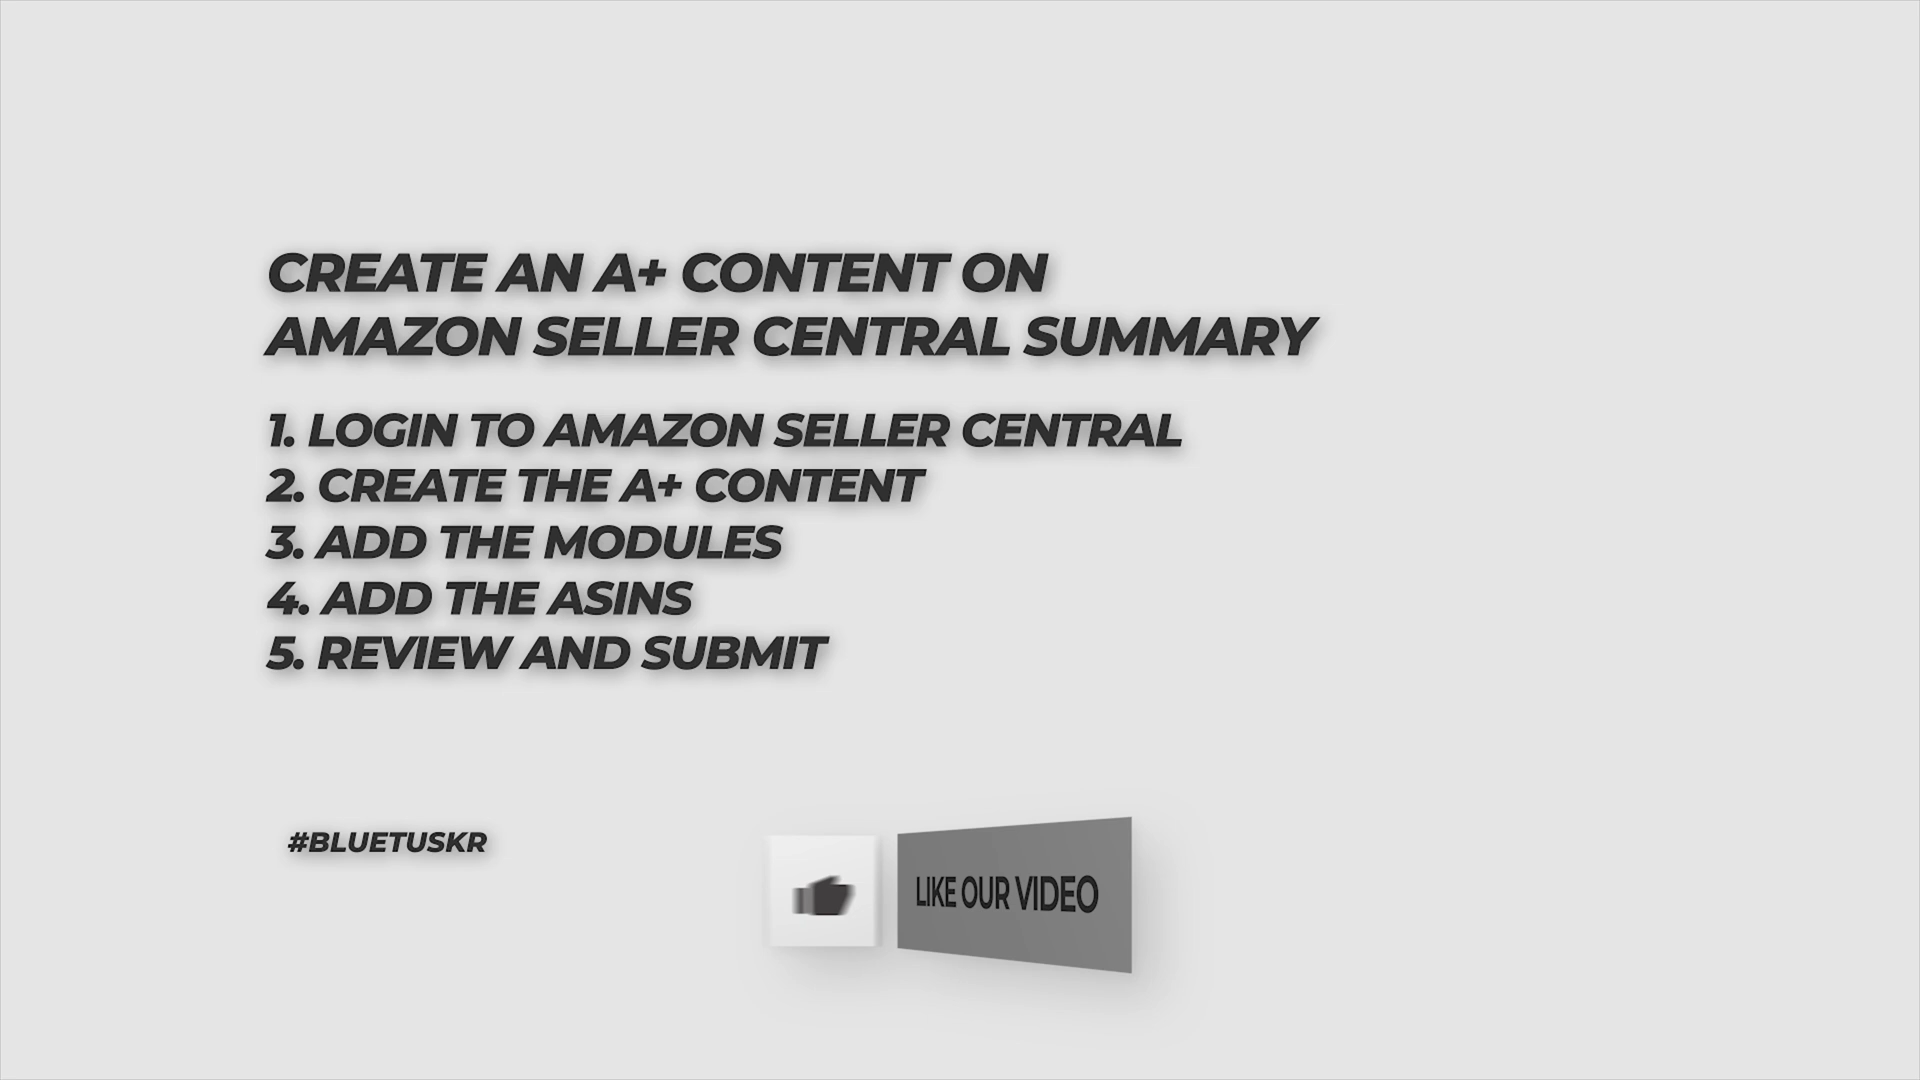 CREATE AN A+ CONTENT ON
AMAZON SELLER CENTRAL SUMMARY
1. LOGIN TO AMAZON SELLER CENTRAL
2. CREATE THE A+ CONTENT
3. ADD THE MODULES
4. ADD THE ASINS
5. REVIEW AND SUBMIT
#BLUETUSKR
LIKE OUR VIDEO